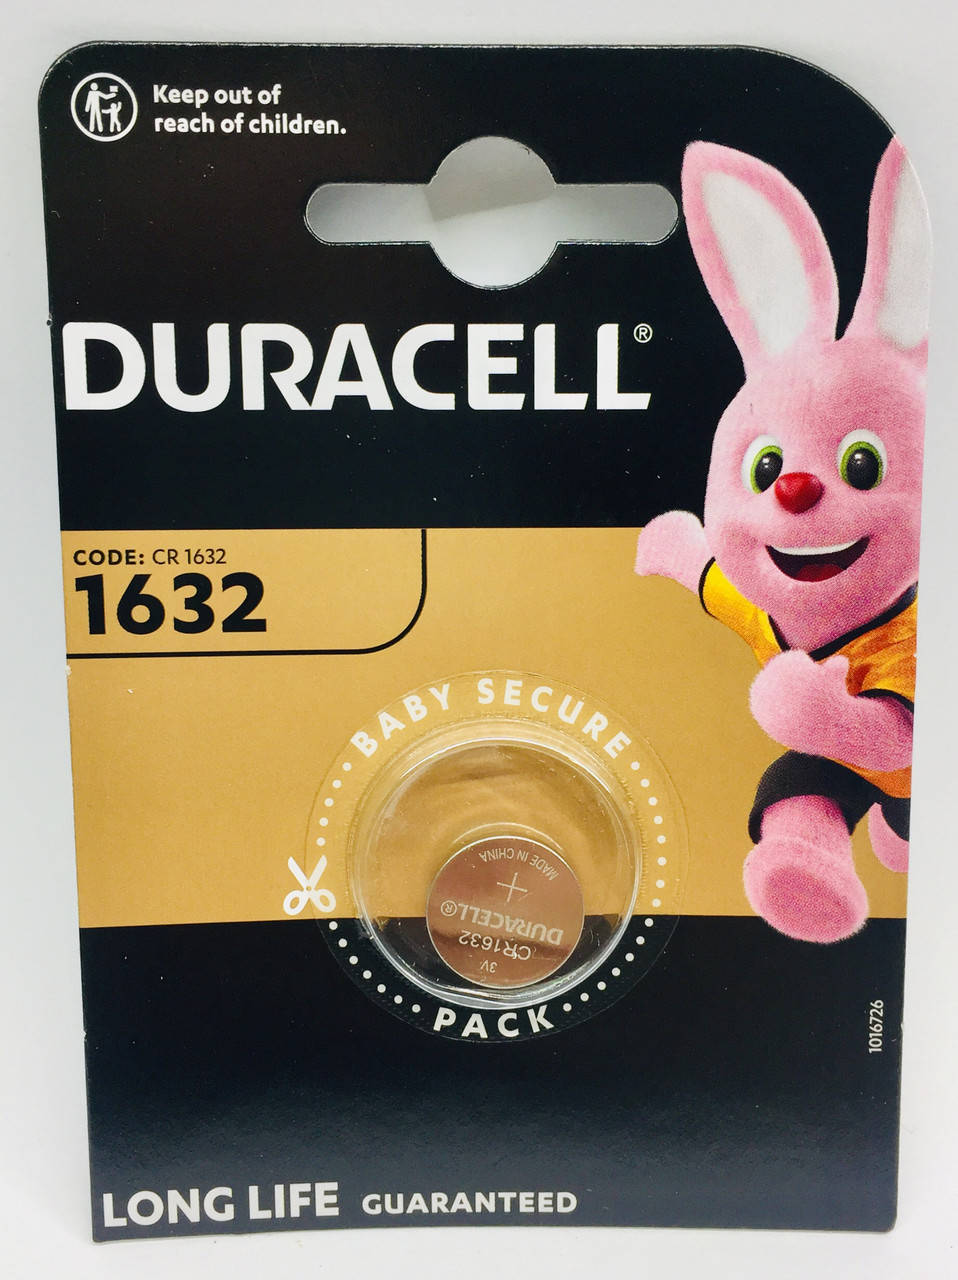 Keep out of
reach of children.
DURACELL®
CODE: CR 1632
1632
BABY SECURE
MADE IN CHINA
+
DURACELL®
CR1632
3V
PACK
1016726
LONG LIFE GUARANTEED